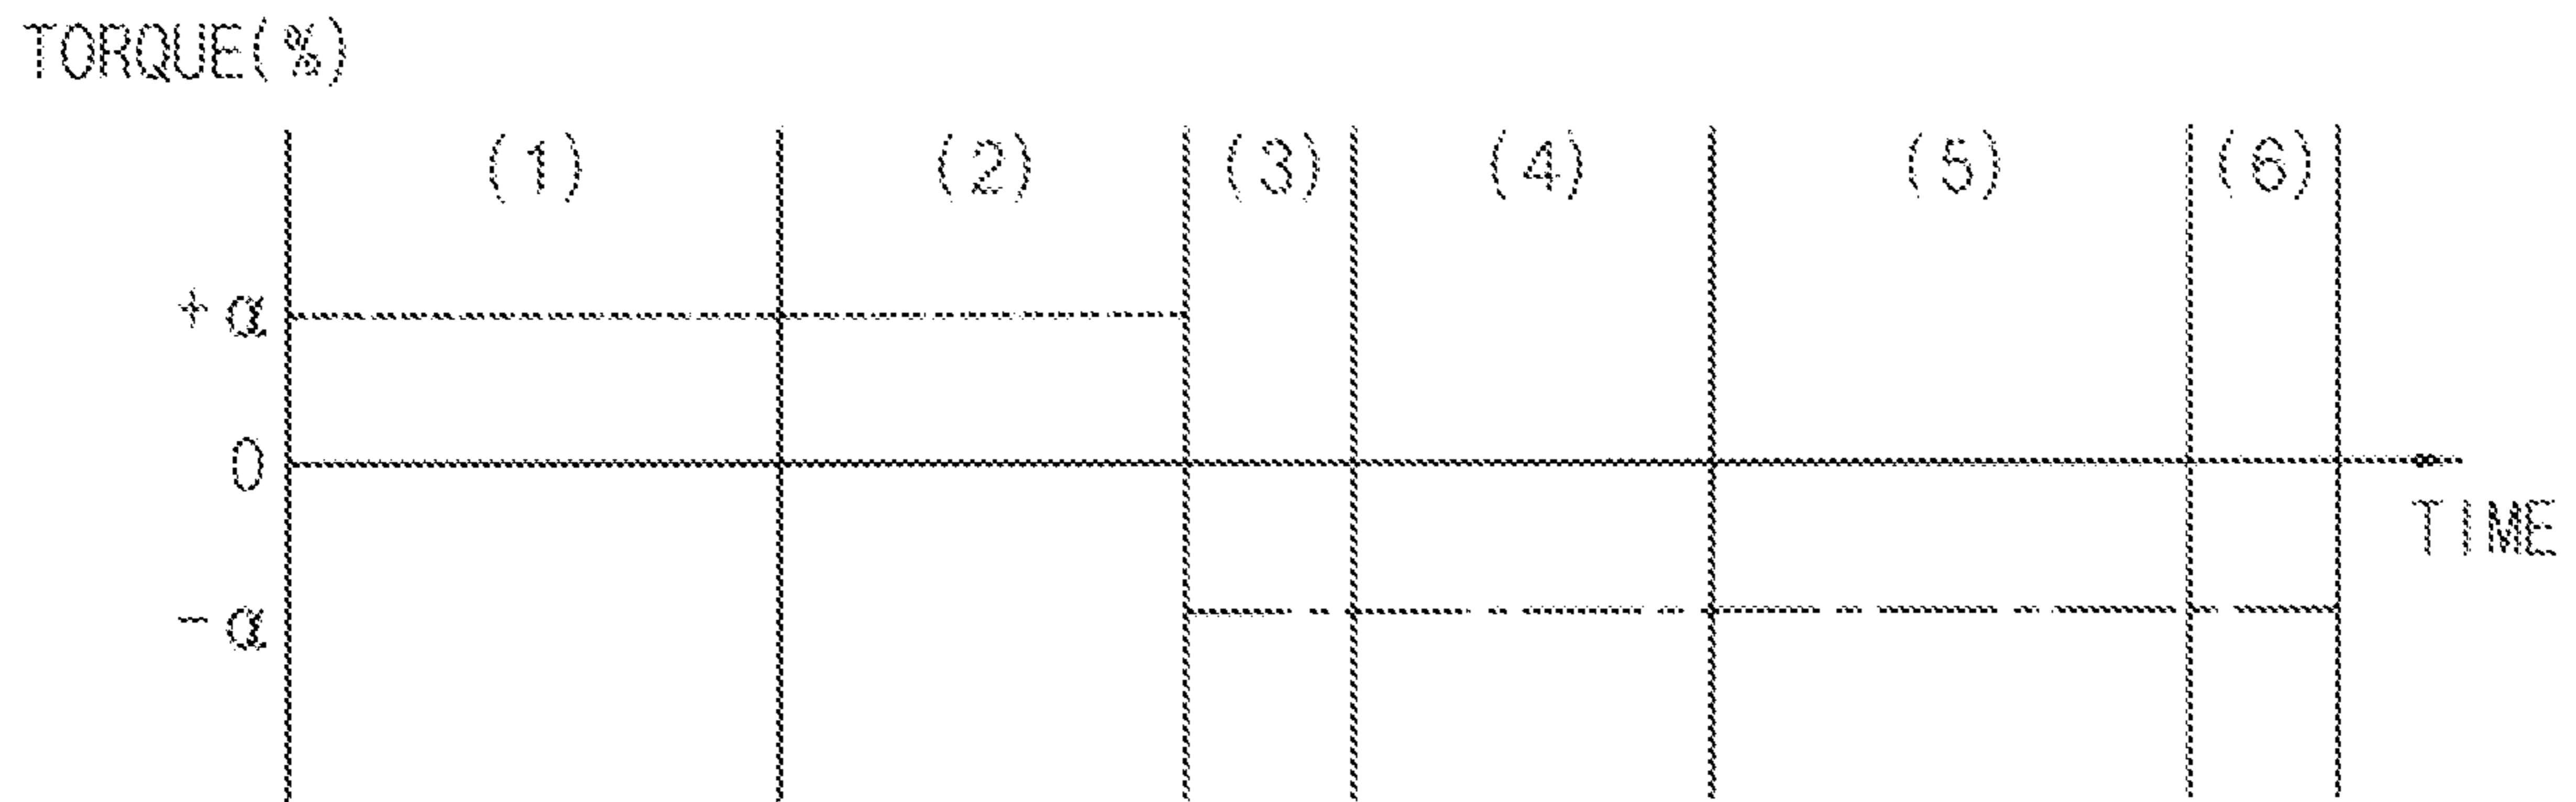 TORQUE(%)
(1) (2) (3) (4) (5) (6)
+α
0
TIME
-α